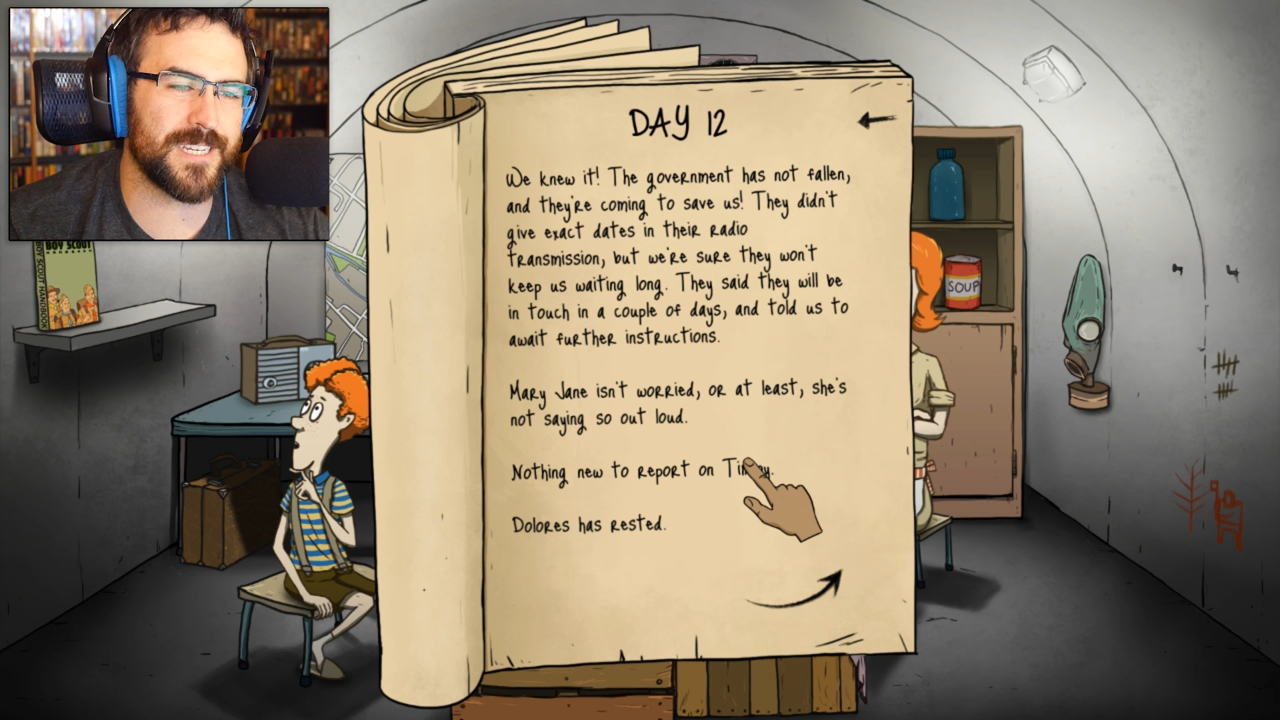 DAY 12
We knew it! The government has not fallen,
and they're coming to save us! They didn't
give exact dates in their radio
transmission, but we're sure they won't
keep us waiting long. They said they will be
in touch in a couple of days, and told us to
await further instructions.
Mary Jane isn't worried, or at least, she's
not saying so out loud.
Nothing new to report on
Dolores has rested.
BOY SCOUT
BOY SCOUT HANDBOOK
SOUP